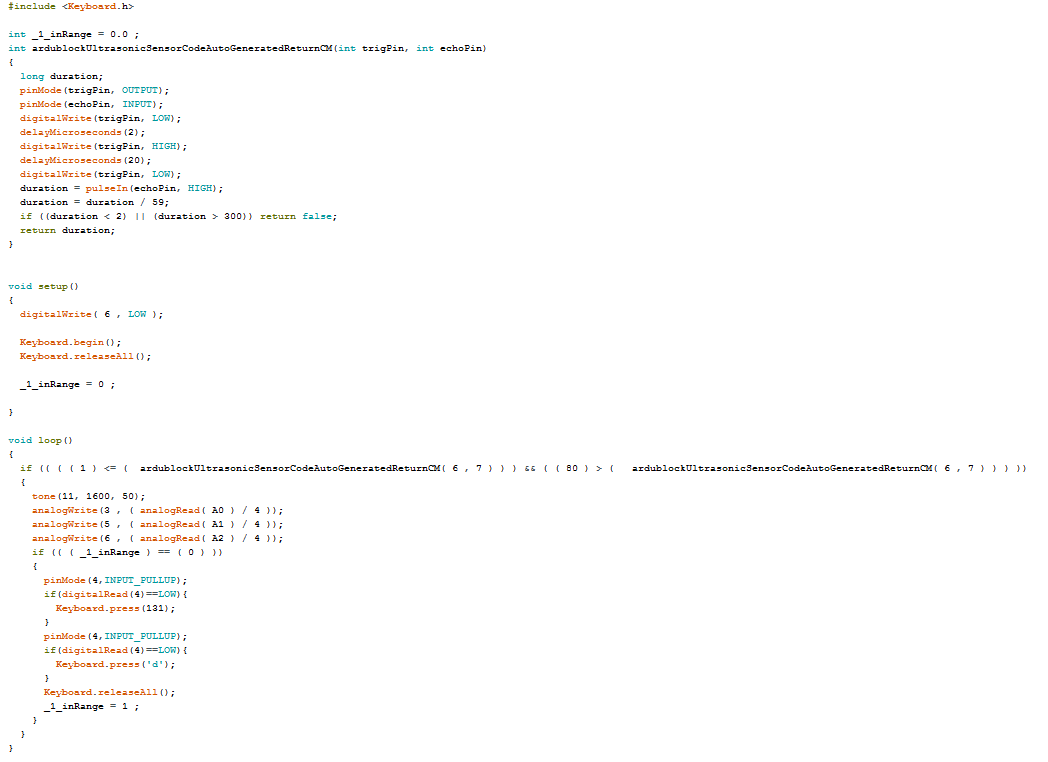 #include <Keyboard.h>

int _1_inRange = 0.0 ;
int ardublockUltrasonicSensorCodeAutoGeneratedReturnCM(int trigPin, int echoPin)
{
  long duration;
  pinMode(trigPin, OUTPUT);
  pinMode(echoPin, INPUT);
  digitalWrite(trigPin, LOW);
  delayMicroseconds(2);
  digitalWrite(trigPin, HIGH);
  delayMicroseconds(20);
  digitalWrite(trigPin, LOW);
  duration = pulseIn(echoPin, HIGH);
  duration = duration / 59;
  if ((duration < 2) || (duration > 300)) return false;
  return duration;
}

void setup()
{
  digitalWrite( 6 , LOW );

  Keyboard.begin();
  Keyboard.releaseAll();

  _1_inRange = 0 ;

}

void loop()
{
  if (( ( ( 1 ) <= (  ardublockUltrasonicSensorCodeAutoGeneratedReturnCM( 6 , 7 ) ) ) && ( ( 80 ) > (   ardublockUltrasonicSensorCodeAutoGeneratedReturnCM( 6 , 7 ) ) ) ))
  {
    tone(11, 1600, 50);
    analogWrite(3 , ( analogRead( A0 ) / 4 ));
    analogWrite(5 , ( analogRead( A1 ) / 4 ));
    analogWrite(6 , ( analogRead( A2 ) / 4 ));
    if (( ( _1_inRange ) == ( 0 ) ))
    {
      pinMode(4,INPUT_PULLUP);
      if(digitalRead(4)==LOW){
        Keyboard.press(131);
      }
      pinMode(4,INPUT_PULLUP);
      if(digitalRead(4)==LOW){
        Keyboard.press('d');
      }
      Keyboard.releaseAll();
      _1_inRange = 1 ;
    }
  }
}